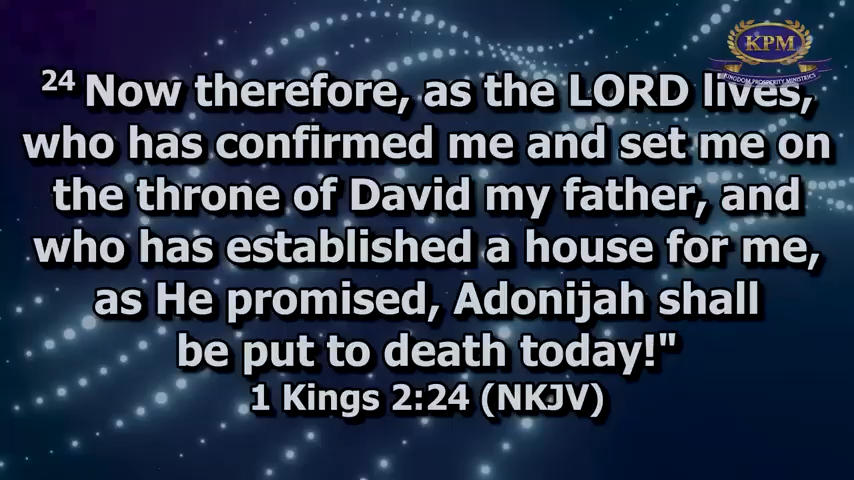 KPM
KINGDOM PROSPERITY MINISTRIES
24 Now therefore, as the LORD lives,
who has confirmed me and set me on
the throne of David my father, and
who has established a house for me,
as He promised, Adonijah shall
be put to death today!"
1 Kings 2:24 (NKJV)